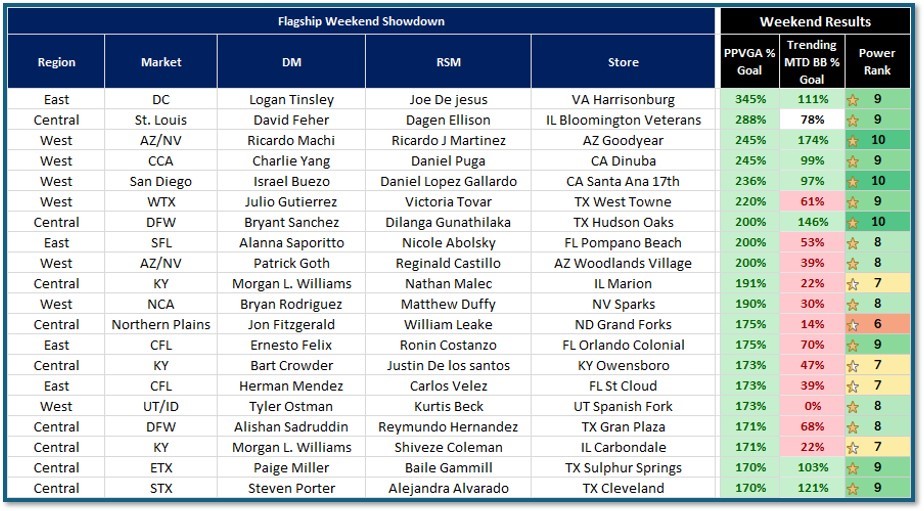 Flagship Weekend Showdown Weekend Results
Region Market DM RSM Store PPVGA % Goal Trending MTD BB % Goal Power Rank
East DC Logan Tinsley Joe De jesus VA Harrisonburg 345% 111% 9
Central St. Louis David Feher Dagen Ellison IL Bloomington Veterans 288% 78% 9
West AZ/NV Ricardo Machi Ricardo J Martinez AZ Goodyear 245% 174% 10
West CCA Charlie Yang Daniel Puga CA Dinuba 245% 99% 9
West San Diego Israel Buezo Daniel Lopez Gallardo CA Santa Ana 17th 236% 97% 10
West WTX Julio Gutierrez Victoria Tovar TX West Towne 220% 61% 9
Central DFW Bryant Sanchez Dilanga Gunathilaka TX Hudson Oaks 200% 146% 10
East SFL Alanna Saporitto Nicole Abolsky FL Pompano Beach 200% 53% 8
West AZ/NV Patrick Goth Reginald Castillo AZ Woodlands Village 200% 39% 8
Central KY Morgan L. Williams Nathan Malec IL Marion 191% 22% 7
West NCA Bryan Rodriguez Matthew Duffy NV Sparks 190% 30% 8
Central Northern Plains Jon Fitzgerald William Leake ND Grand Forks 175% 14% 6
East CFL Ernesto Felix Ronin Costanzo FL Orlando Colonial 175% 70% 9
Central KY Bart Crowder Justin De los santos KY Owensboro 173% 47% 7
East CFL Herman Mendez Carlos Velez FL St Cloud 173% 39% 7
West UT/ID Tyler Ostman Kurtis Beck UT Spanish Fork 173% 0% 8
Central DFW Alishan Sadruddin Reymundo Hernandez TX Gran Plaza 171% 68% 8
Central KY Morgan L. Williams Shiveze Coleman IL Carbondale 171% 22% 7
Central ETX Paige Miller Baile Gammill TX Sulphur Springs 170% 103% 9
Central STX Steven Porter Alejandra Alvarado TX Cleveland 170% 121% 9